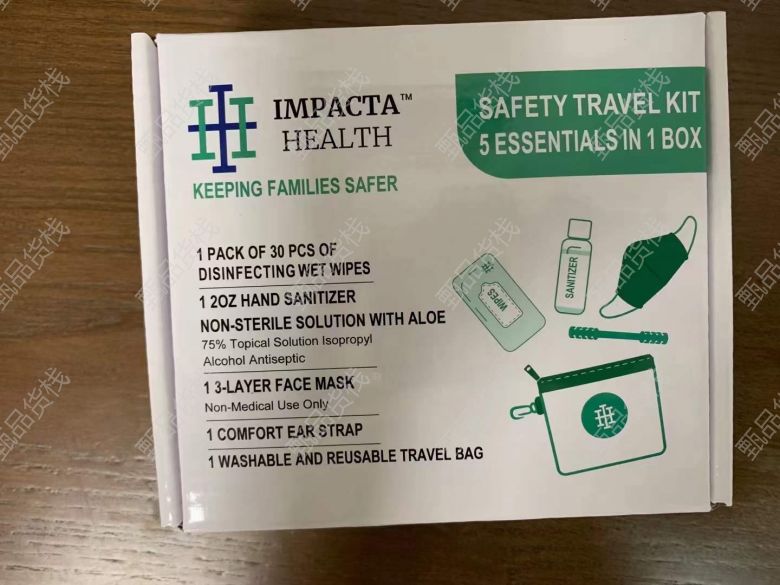 IMPACTA™
HEALTH
KEEPING FAMILIES SAFER
SAFETY TRAVEL KIT
5 ESSENTIALS IN 1 BOX
1 PACK OF 30 PCS OF
DISINFECTING WET WIPES
1 2OZ HAND SANITIZER
NON-STERILE SOLUTION WITH ALOE
75% Topical Solution Isopropyl
Alcohol Antiseptic
1 3-LAYER FACE MASK
Non-Medical Use Only
1 COMFORT EAR STRAP
1 WASHABLE AND REUSABLE TRAVEL BAG
WIPES
SANITIZER
甄品货栈